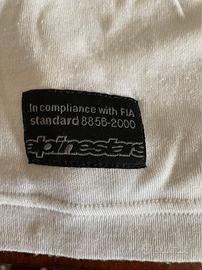 In compliance with FIA
standard 8856-2000
alpinestars